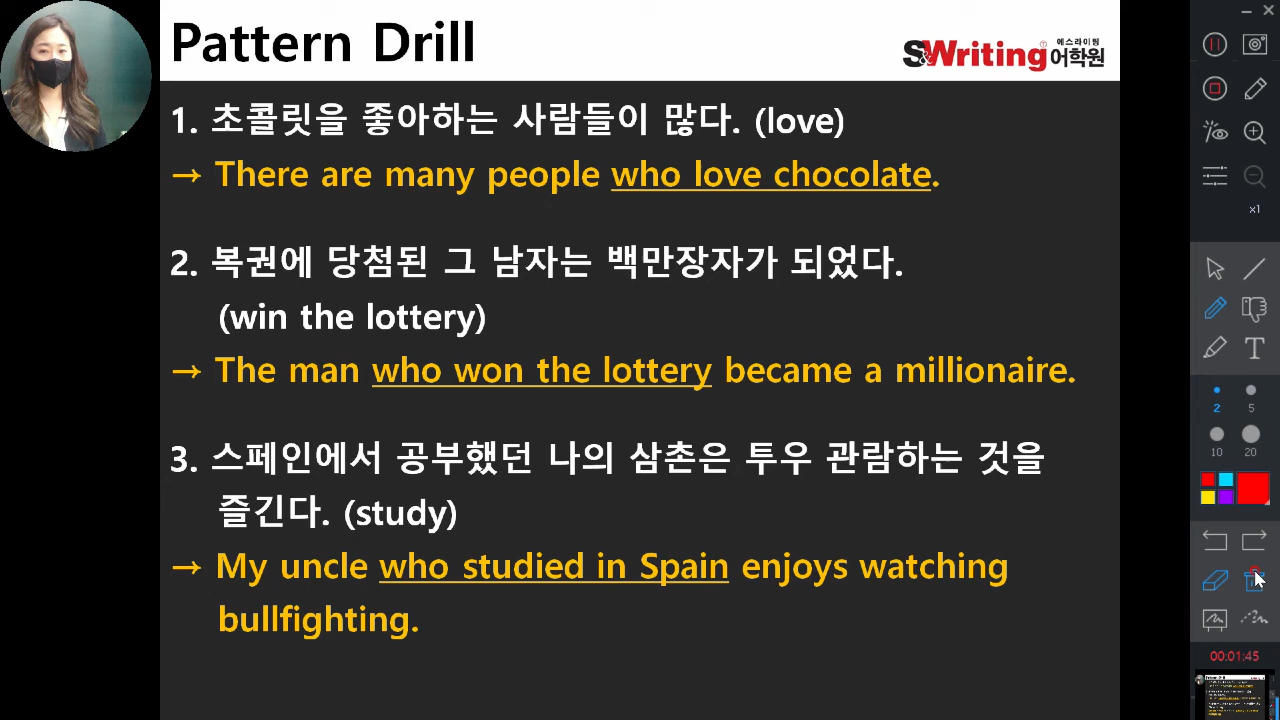 Pattern Drill
S&Writing 에스라이팅 어학원
1. 초콜릿을 좋아하는 사람들이 많다. (love)
→ There are many people who love chocolate.
2. 복권에 당첨된 그 남자는 백만장자가 되었다.
(win the lottery)
→ The man who won the lottery became a millionaire.
3. 스페인에서 공부했던 나의 삼촌은 투우 관람하는 것을
즐긴다. (study)
→ My uncle who studied in Spain enjoys watching
bullfighting.
x1
T
2 5
10 20
00:01:45